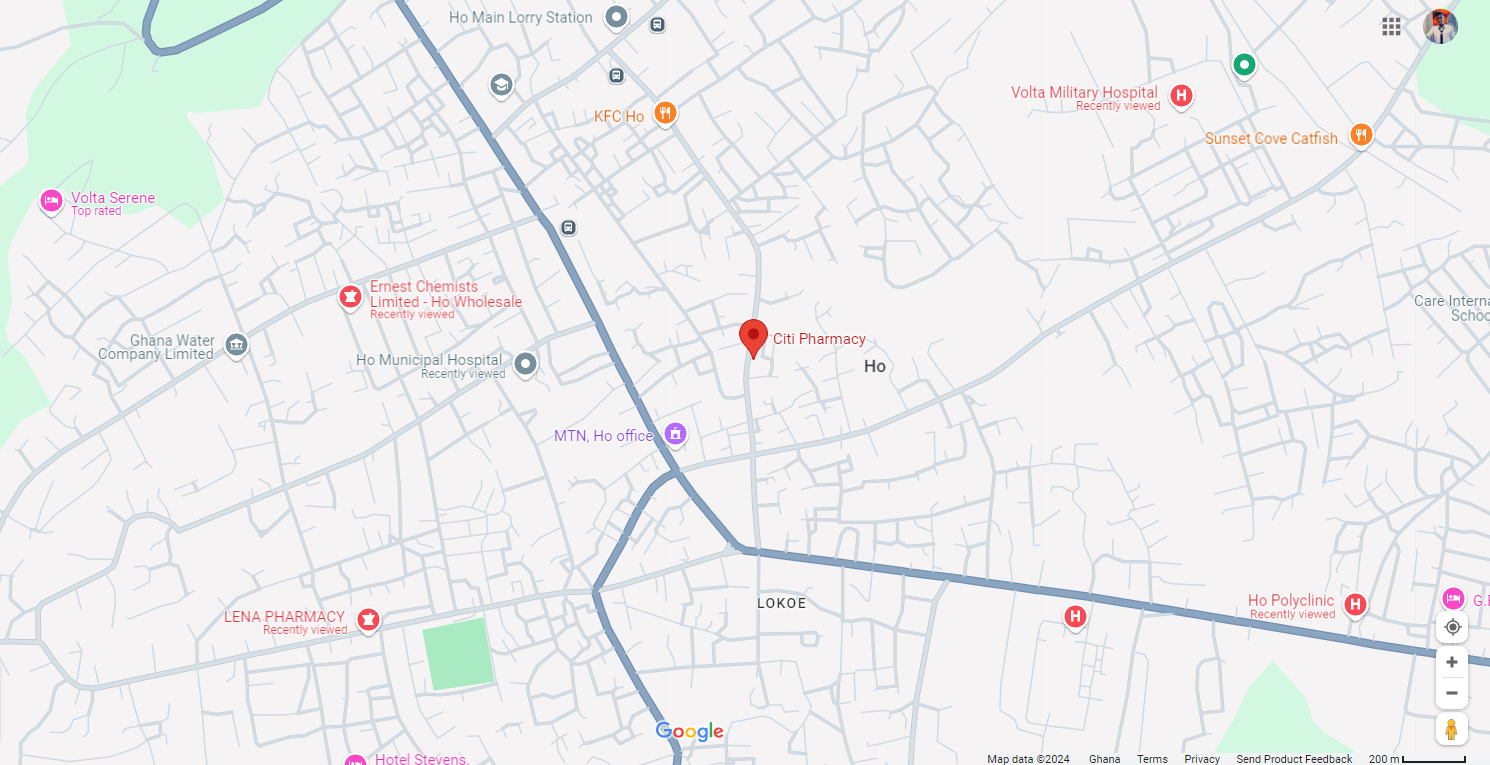 Ho Main Lorry Station
KFC Ho
Volta Military Hospital
Recently viewed
Sunset Cove Catfish
Volta Serene
Top rated
Ernest Chemists
Limited - Ho Wholesale
Recently viewed
Care Interna
Schoo
Ghana Water
Company Limited
Citi Pharmacy
Ho Municipal Hospital
Recently viewed
Ho
MTN, Ho office
LOKOE
Ho Polyclinic
Recently viewed
LENA PHARMACY
Recently viewed
Google
Hotel Stevens.
Map data ©2024 Ghana Terms Privacy Send Product Feedback 200 m